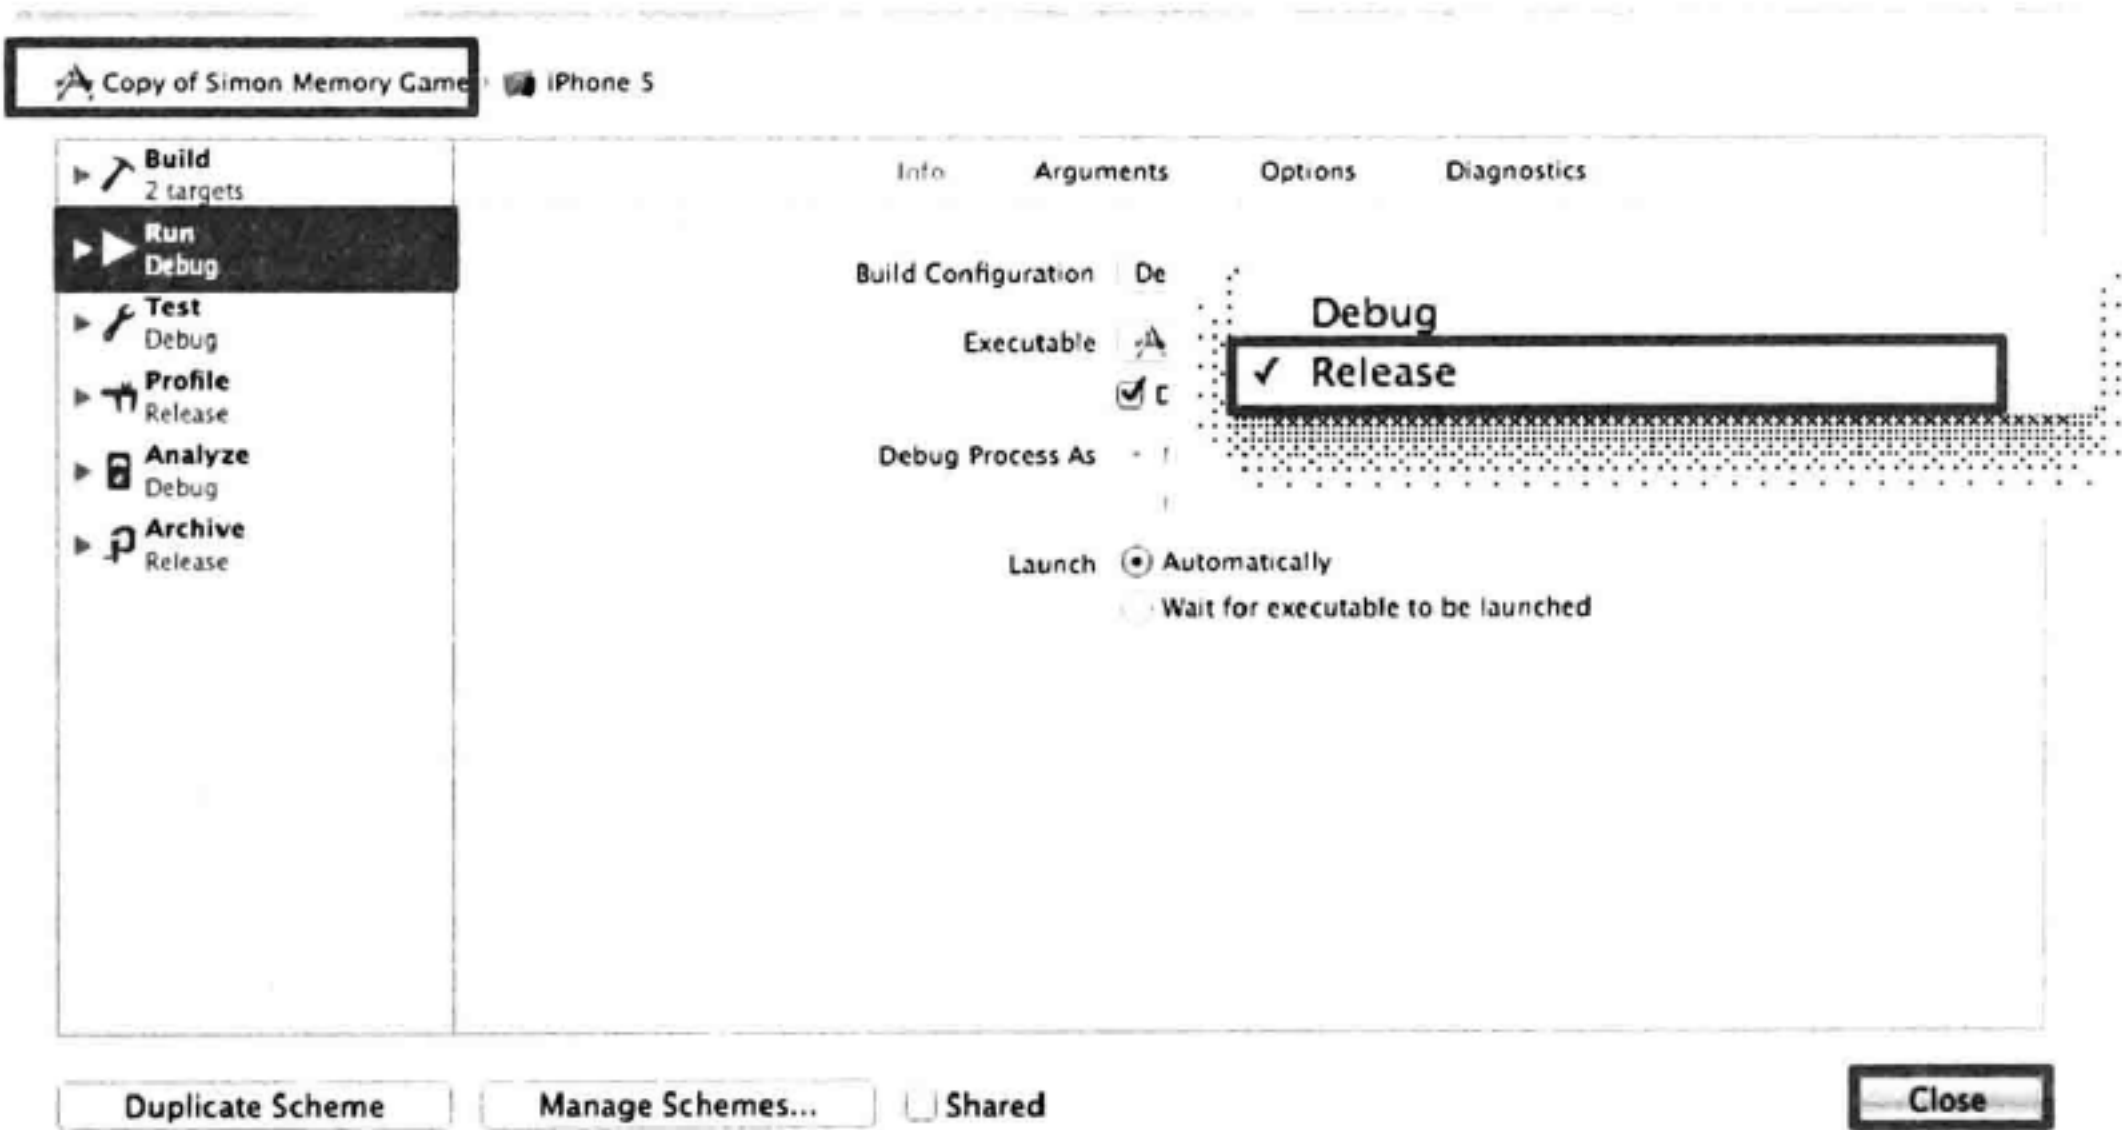 Copy of Simon Memory Game iPhone 5
Build
2 targets
Run
Debug
Test
Debug
Profile
Release
Analyze
Debug
Archive
Release
Info Arguments Options Diagnostics
Build Configuration De
Debug
✓ Release
Executable
Debug Process As
Launch Automatically
Wait for executable to be launched
Duplicate Scheme Manage Schemes... Shared Close